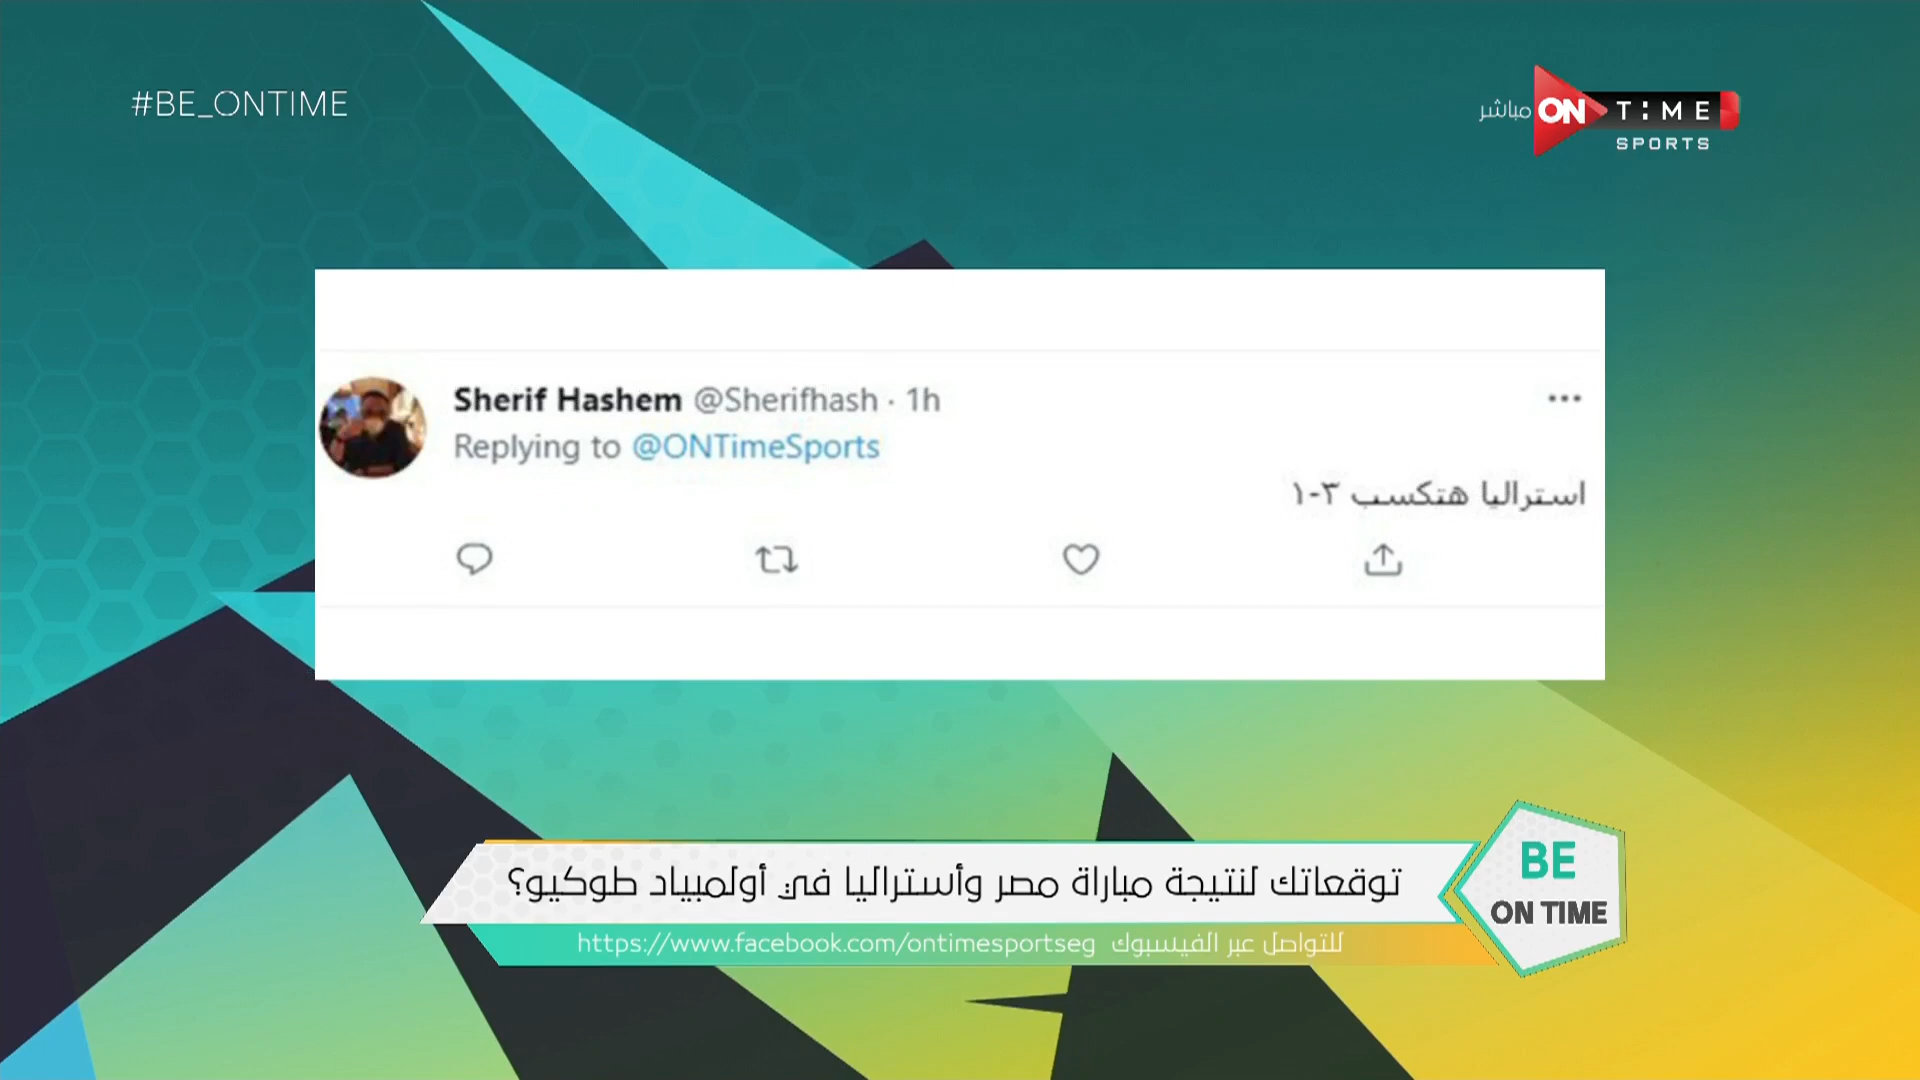 #BE_ONTIME
مباشر
ON TIME
SPORTS
Sherif Hashem @Sherifhash · 1h
Replying to @ONTimeSports
استراليا هتكسب ٣-١
توقعاتك لنتيجة مباراة مصر وأستراليا في أولمبياد طوكيو؟
للتواصل عبر الفيسبوك https://www.facebook.com/ontimesportseg
BE
ON TIME